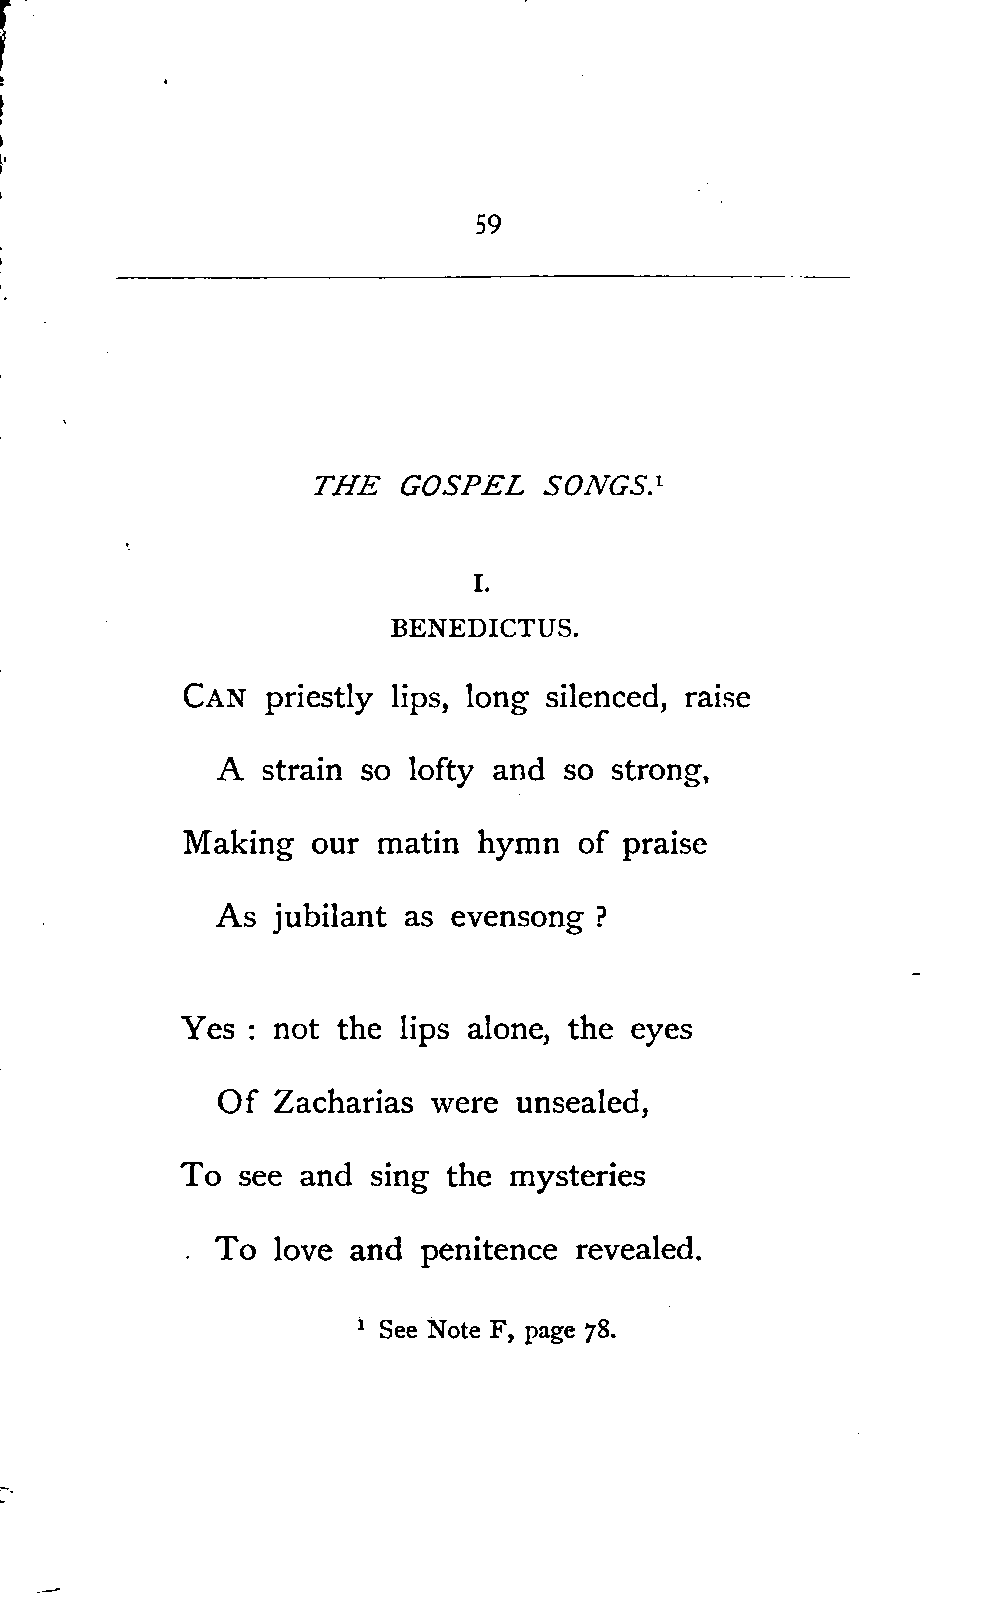 59
THE GOSPEL SONGS.¹
I.
BENEDICTUS.
CAN priestly lips, long silenced, raise
A strain so lofty and so strong,
Making our matin hymn of praise
As jubilant as evensong ?
Yes : not the lips alone, the eyes
Of Zacharias were unsealed,
To see and sing the mysteries
To love and penitence revealed.
¹ See Note F, page 78.